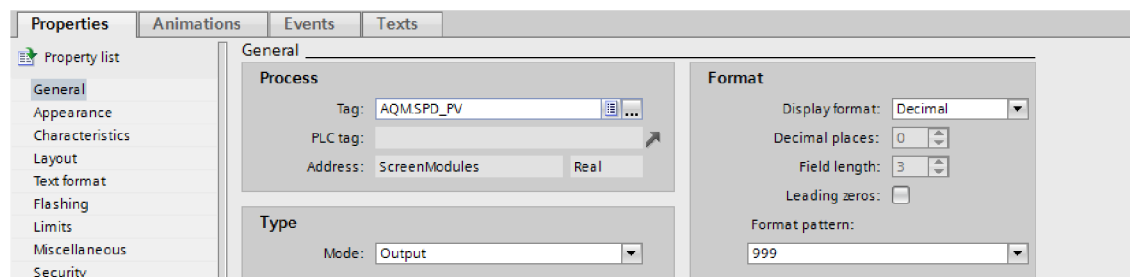 Properties Animations Events Texts
Property list
General
Appearance
Characteristics
Layout
Text format
Flashing
Limits
Miscellaneous
Security
General
Process
Tag: AQM.SPD_PV ...
PLC tag:
Address: ScreenModules Real
Type
Mode: Output
Format
Display format: Decimal
Decimal places: 0
Field length: 3
Leading zeros:
Format pattern:
999